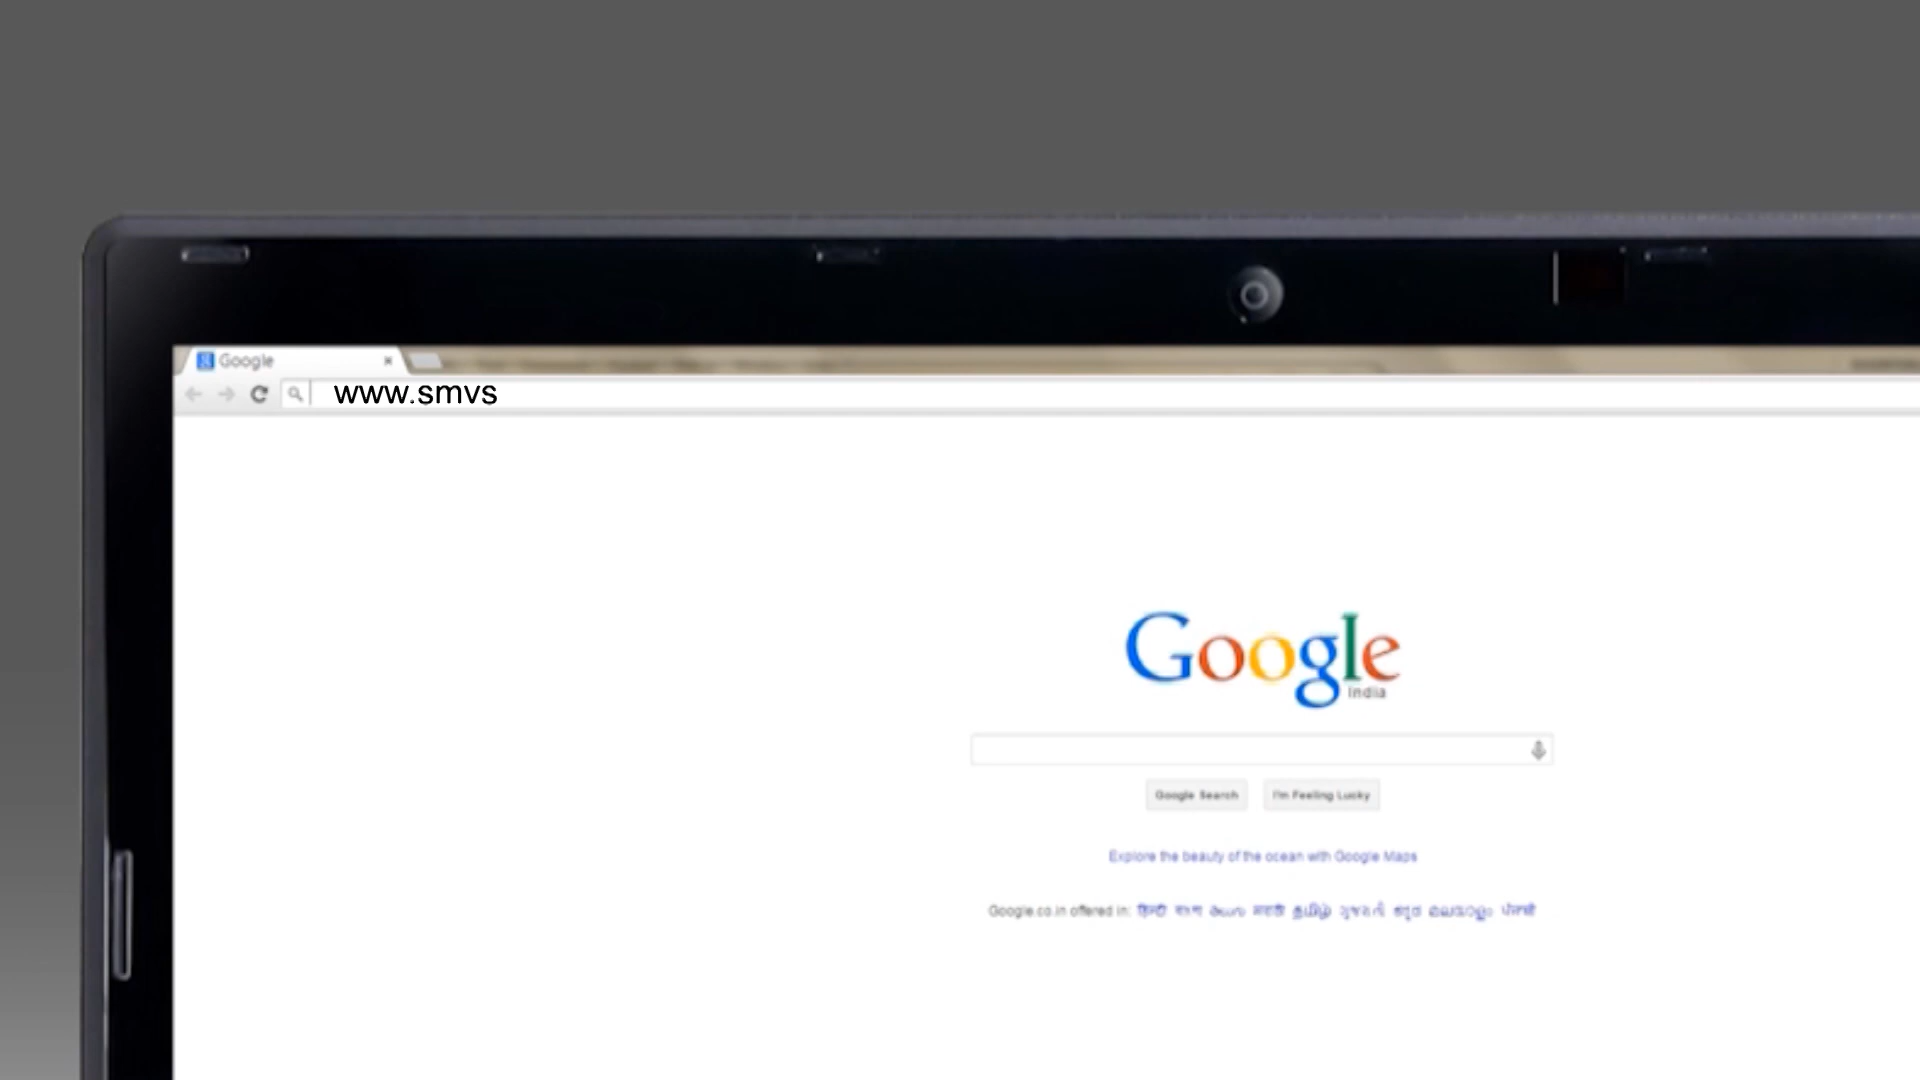 Google
www.smvs
Google
India
Google Search I'm Feeling Lucky
Explore the beauty of the ocean with Google Maps
Google.co.in offered in: हिन्दी বাংলা తెలుగు मराठी தமிழ் ગુજરાતી ಕನ್ನಡ മലയാളം ਪੰਜਾਬੀ